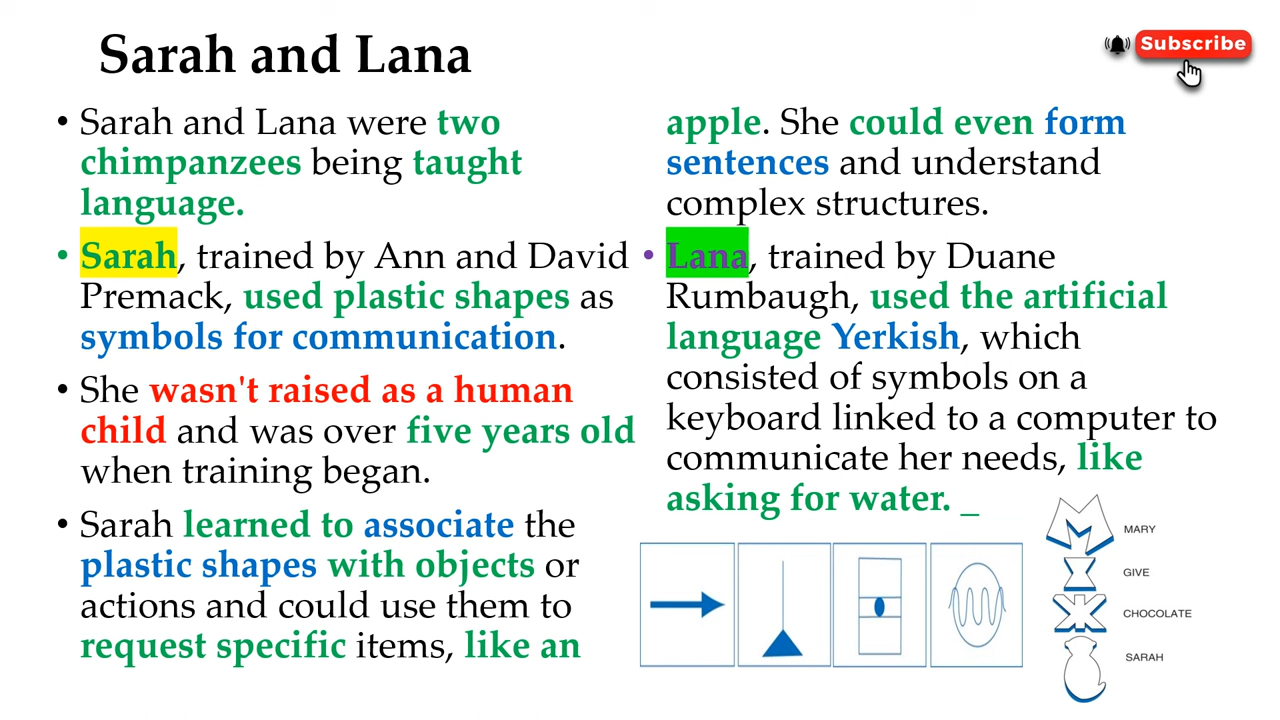 Sarah and Lana
Subscribe
• Sarah and Lana were two
chimpanzees being taught
language.
• Sarah, trained by Ann and David
Premack, used plastic shapes as
symbols for communication.
• She wasn't raised as a human
child and was over five years old
when training began.
• Sarah learned to associate the
plastic shapes with objects or
actions and could use them to
request specific items, like an
apple. She could even form
sentences and understand
complex structures.
• Lana, trained by Duane
Rumbaugh, used the artificial
language Yerkish, which
consisted of symbols on a
keyboard linked to a computer to
communicate her needs, like
asking for water. _
MARY
GIVE
CHOCOLATE
SARAH